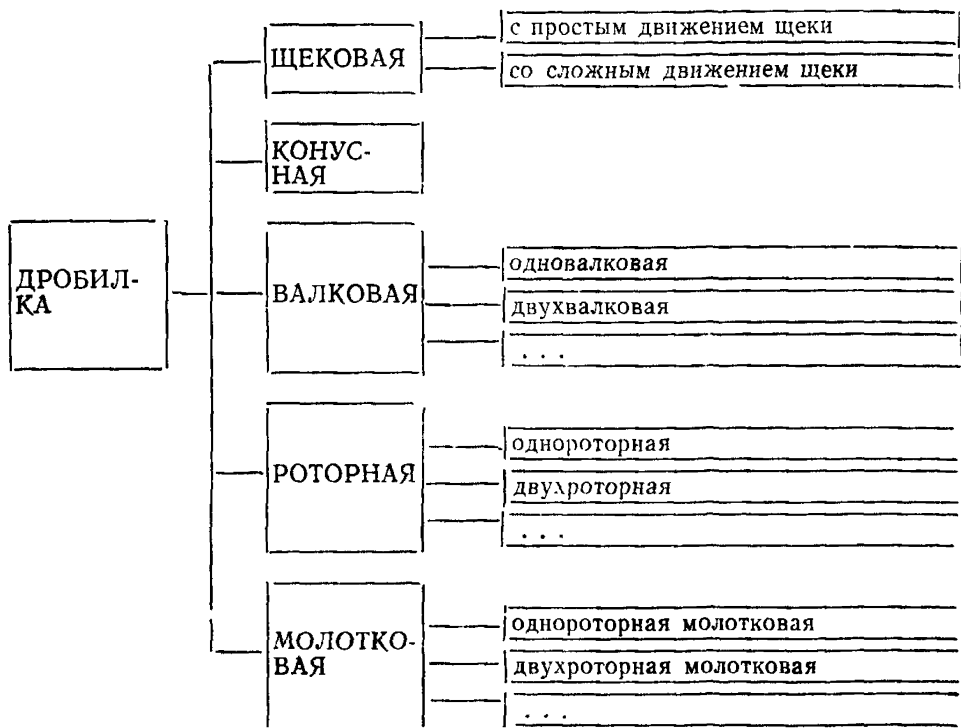 с простым движением щеки
ЩЕКОВАЯ
со сложным движением щеки
КОНУС-
НАЯ
ДРОБИЛ-
КА
ВАЛКОВАЯ
одновалковая
двухвалковая
. . .
РОТОРНАЯ
однороторная
двухроторная
. . .
МОЛОТКО-
ВАЯ
однороторная молотковая
двухроторная молотковая
. . .